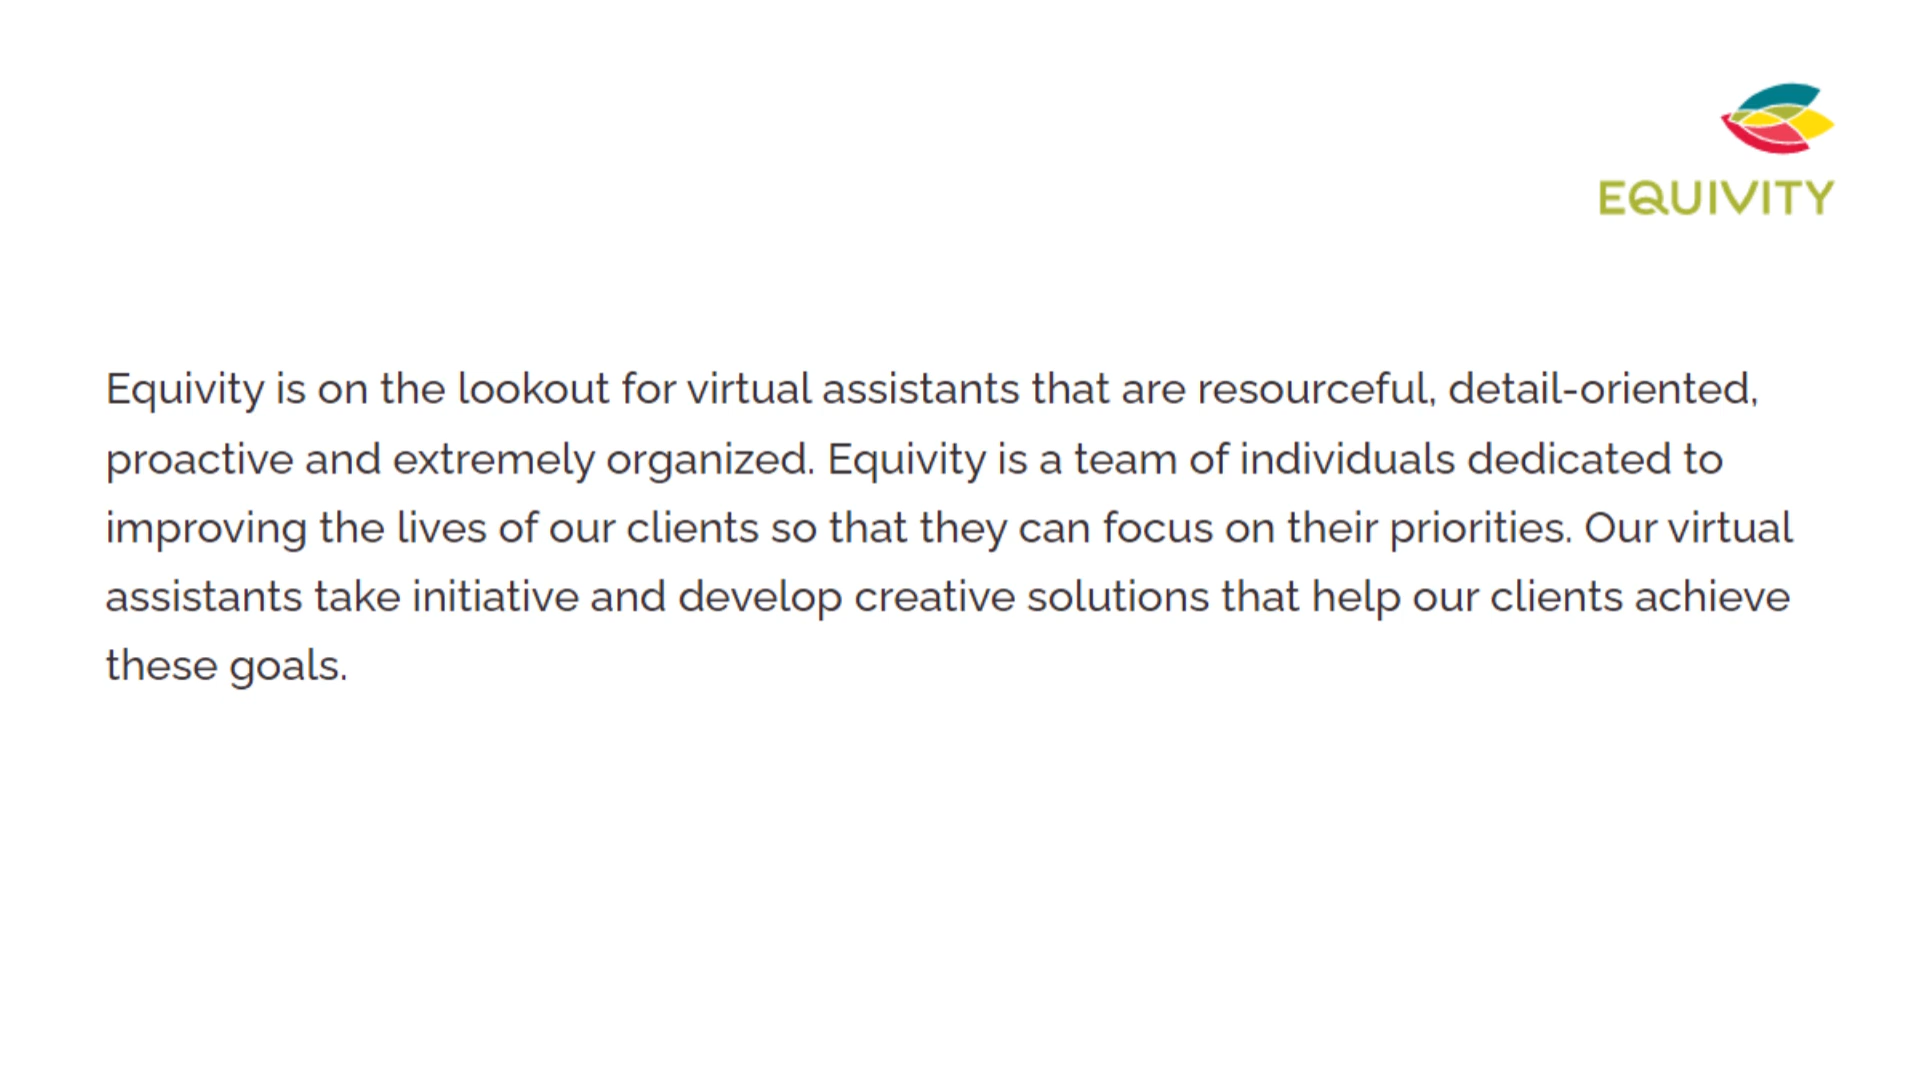 EQUIVITY
Equivity is on the lookout for virtual assistants that are resourceful, detail-oriented,
proactive and extremely organized. Equivity is a team of individuals dedicated to
improving the lives of our clients so that they can focus on their priorities. Our virtual
assistants take initiative and develop creative solutions that help our clients achieve
these goals.